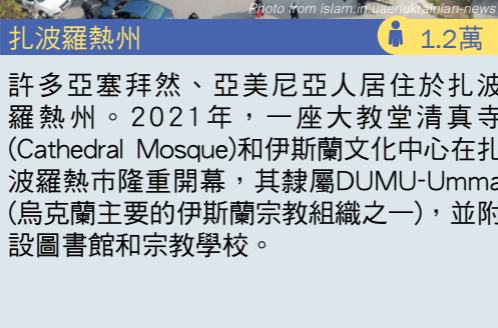 Photo from islam.in.uaenukrainian-news
扎波羅熱州
1.2萬
許多亞塞拜然、亞美尼亞人居住於扎波
羅熱州。2021年，一座大教堂清真寺
(Cathedral Mosque)和伊斯蘭文化中心在扎
波羅熱市隆重開幕，其隸屬DUMU-Umma
(烏克蘭主要的伊斯蘭宗教組織之一)，並附
設圖書館和宗教學校。